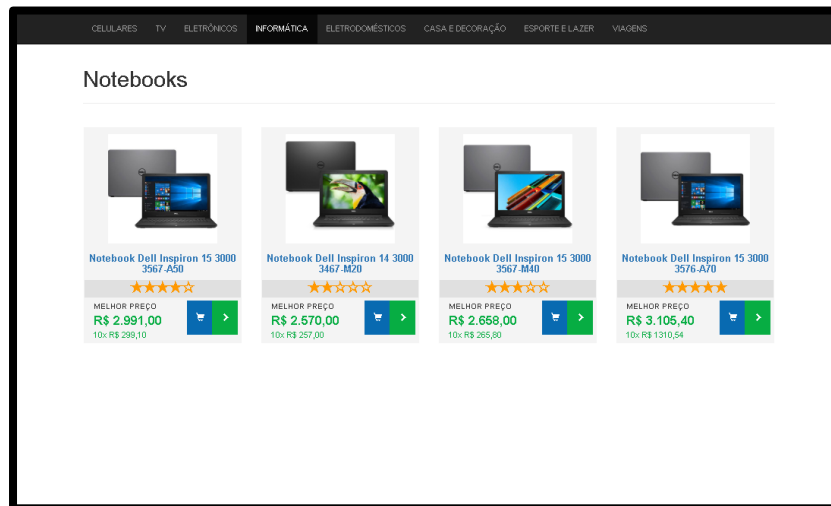 CELULARES TV ELETRÔNICOS INFORMÁTICA ELETRODOMÉSTICOS CASA E DECORAÇÃO ESPORTE E LAZER VIAGENS
Notebooks
Notebook Dell Inspiron 15 3000
3567-A50
MELHOR PREÇO
R$ 2.991,00
10x R$ 299,10
Notebook Dell Inspiron 14 3000
3467-M20
MELHOR PREÇO
R$ 2.570,00
10x R$ 257,00
Notebook Dell Inspiron 15 3000
3567-M40
MELHOR PREÇO
R$ 2.658,00
10x R$ 265,80
Notebook Dell Inspiron 15 3000
3576-A70
MELHOR PREÇO
R$ 3.105,40
10x R$ 1310,54